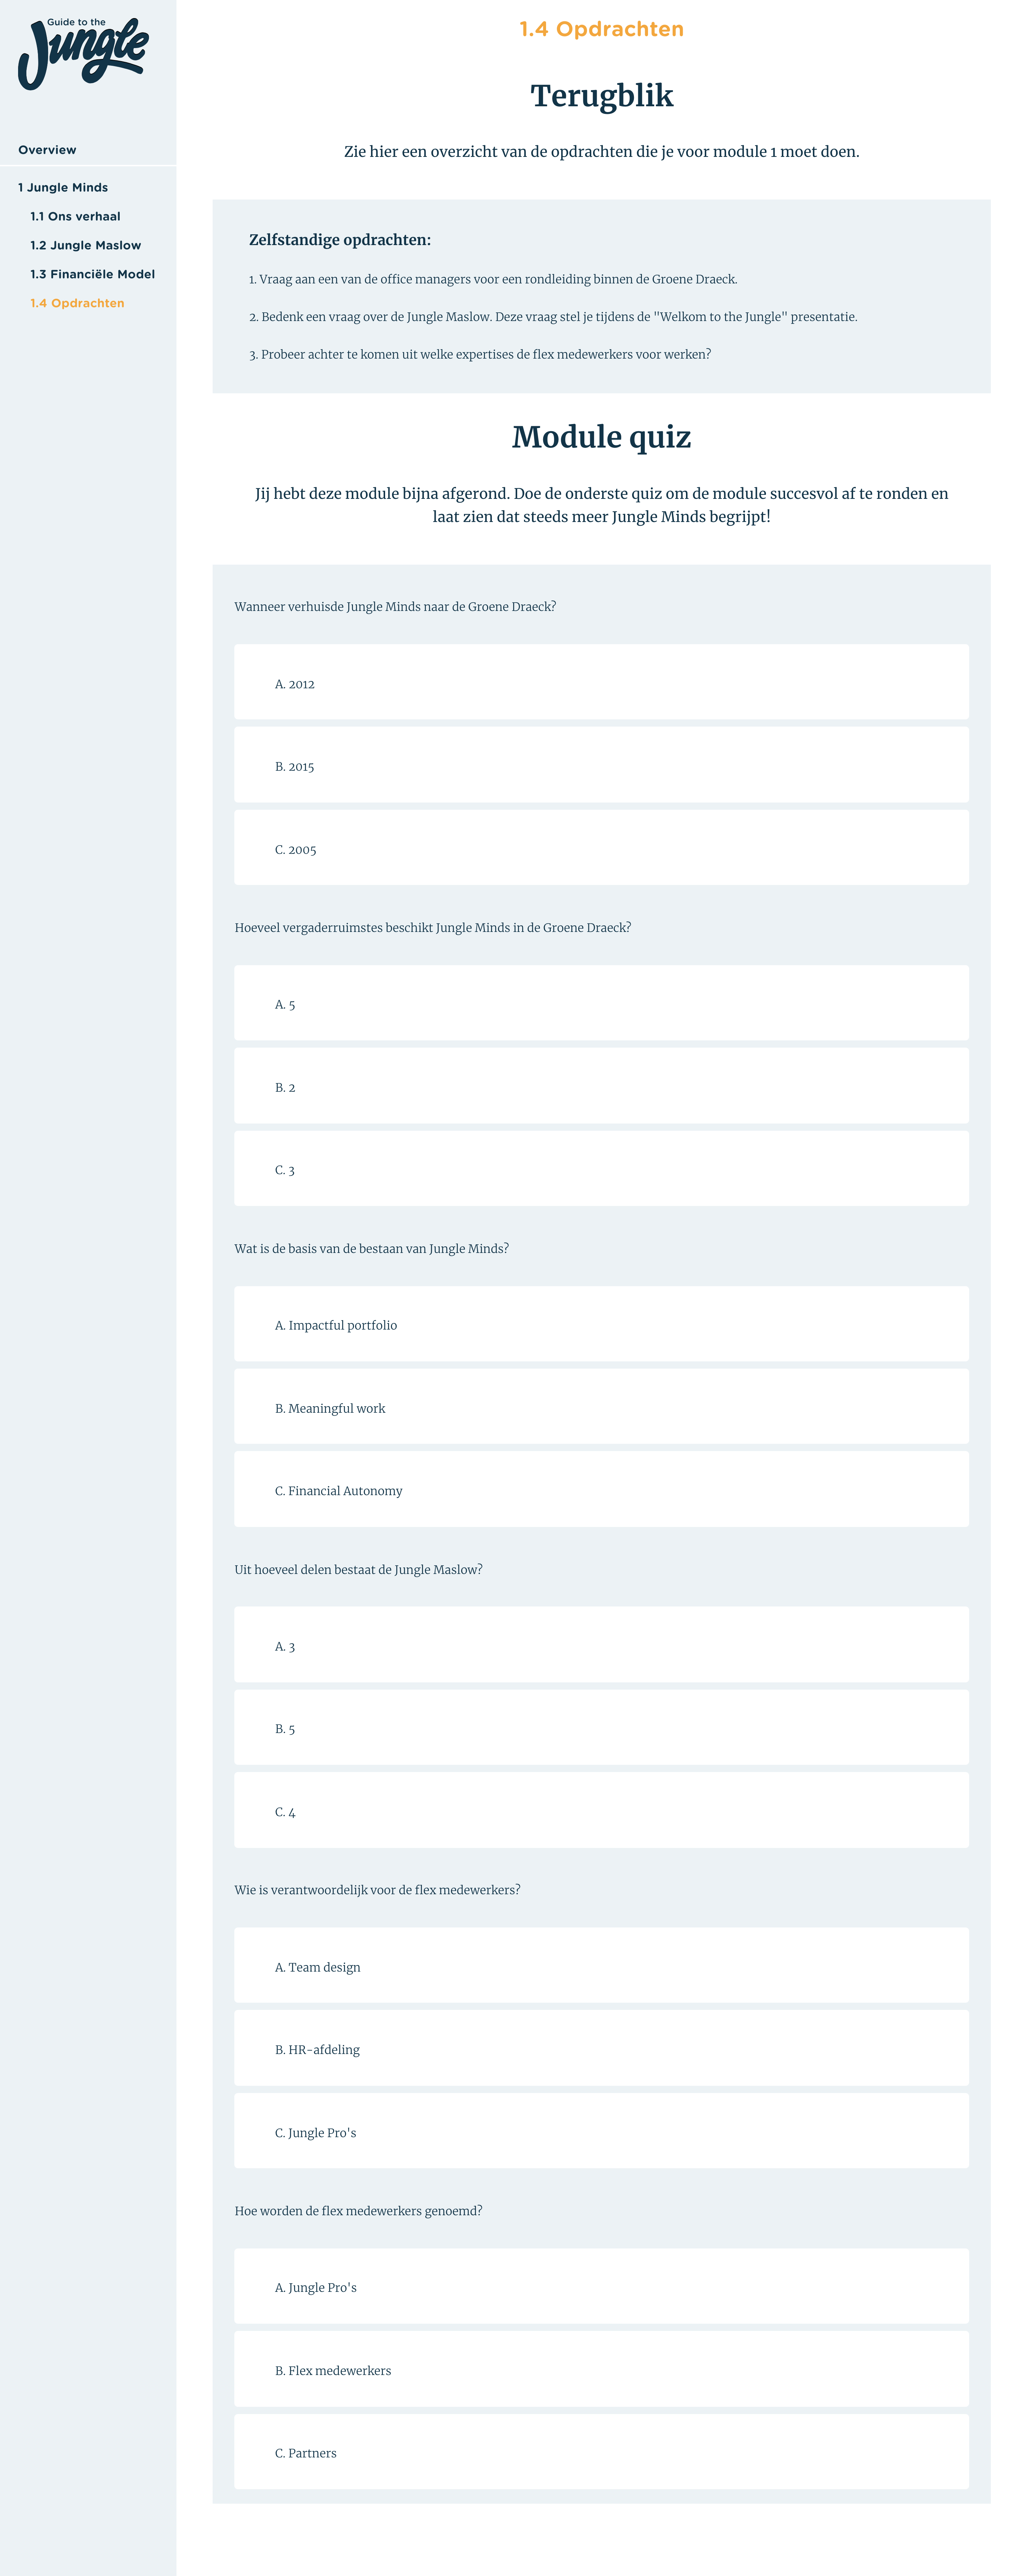 Guide to the
Jungle
Overview
1 Jungle Minds
1.1 Ons verhaal
1.2 Jungle Maslow
1.3 Financiële Model
1.4 Opdrachten
1.4 Opdrachten
Terugblik
Zie hier een overzicht van de opdrachten die je voor module 1 moet doen.
Zelfstandige opdrachten:
1. Vraag aan een van de office managers voor een rondleiding binnen de Groene Draeck.
2. Bedenk een vraag over de Jungle Maslow. Deze vraag stel je tijdens de "Welkom to the Jungle" presentatie.
3. Probeer achter te komen uit welke expertises de flex medewerkers voor werken?
Module quiz
Jij hebt deze module bijna afgerond. Doe de onderste quiz om de module succesvol af te ronden en
laat zien dat steeds meer Jungle Minds begrijpt!
Wanneer verhuisde Jungle Minds naar de Groene Draeck?
A. 2012
B. 2015
C. 2005
Hoeveel vergaderruimstes beschikt Jungle Minds in de Groene Draeck?
A. 5
B. 2
C. 3
Wat is de basis van de bestaan van Jungle Minds?
A. Impactful portfolio
B. Meaningful work
C. Financial Autonomy
Uit hoeveel delen bestaat de Jungle Maslow?
A. 3
B. 5
C. 4
Wie is verantwoordelijk voor de flex medewerkers?
A. Team design
B. HR-afdeling
C. Jungle Pro's
Hoe worden de flex medewerkers genoemd?
A. Jungle Pro's
B. Flex medewerkers
C. Partners